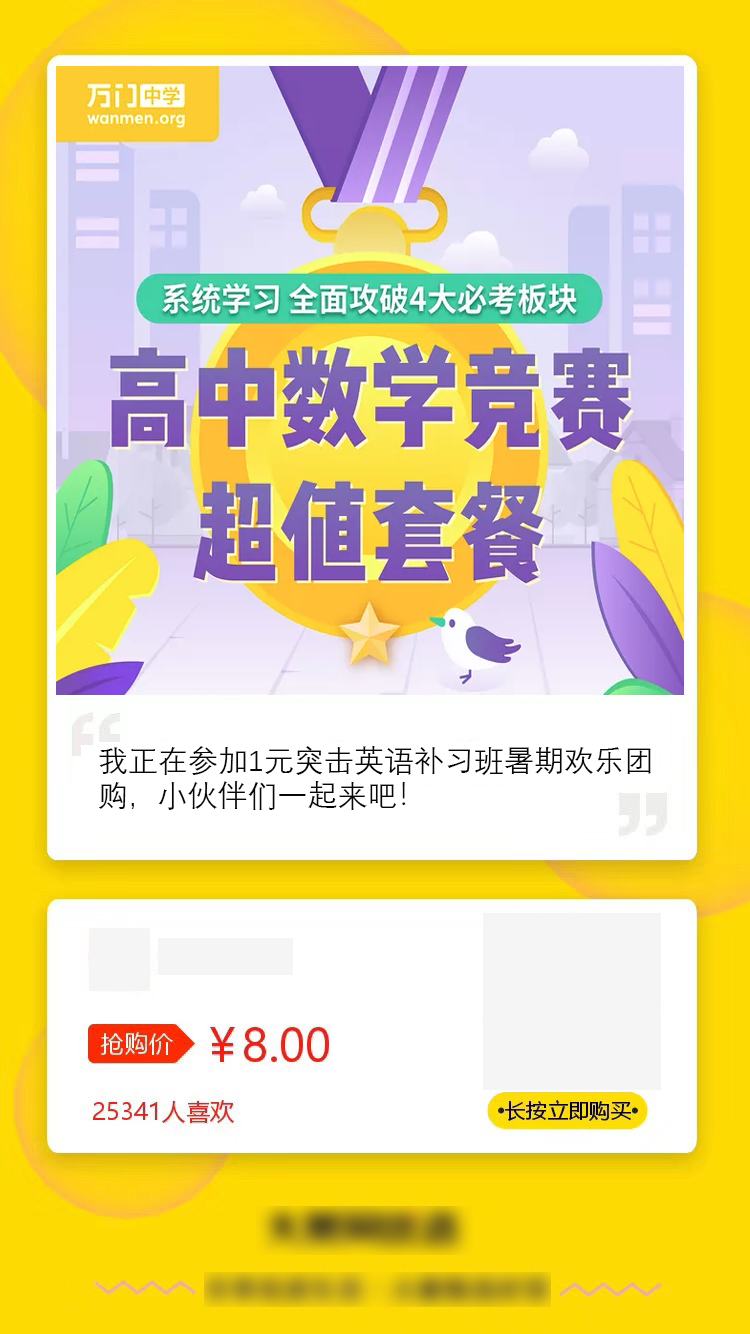 万门中学
wanmen.org
系统学习 全面攻破4大必考板块
高中数学竞赛
超值套餐
我正在参加1元突击英语补习班暑期欢乐团
购，小伙伴们一起来吧！
抢购价 ￥8.00
25341人喜欢
•长按立即购买•